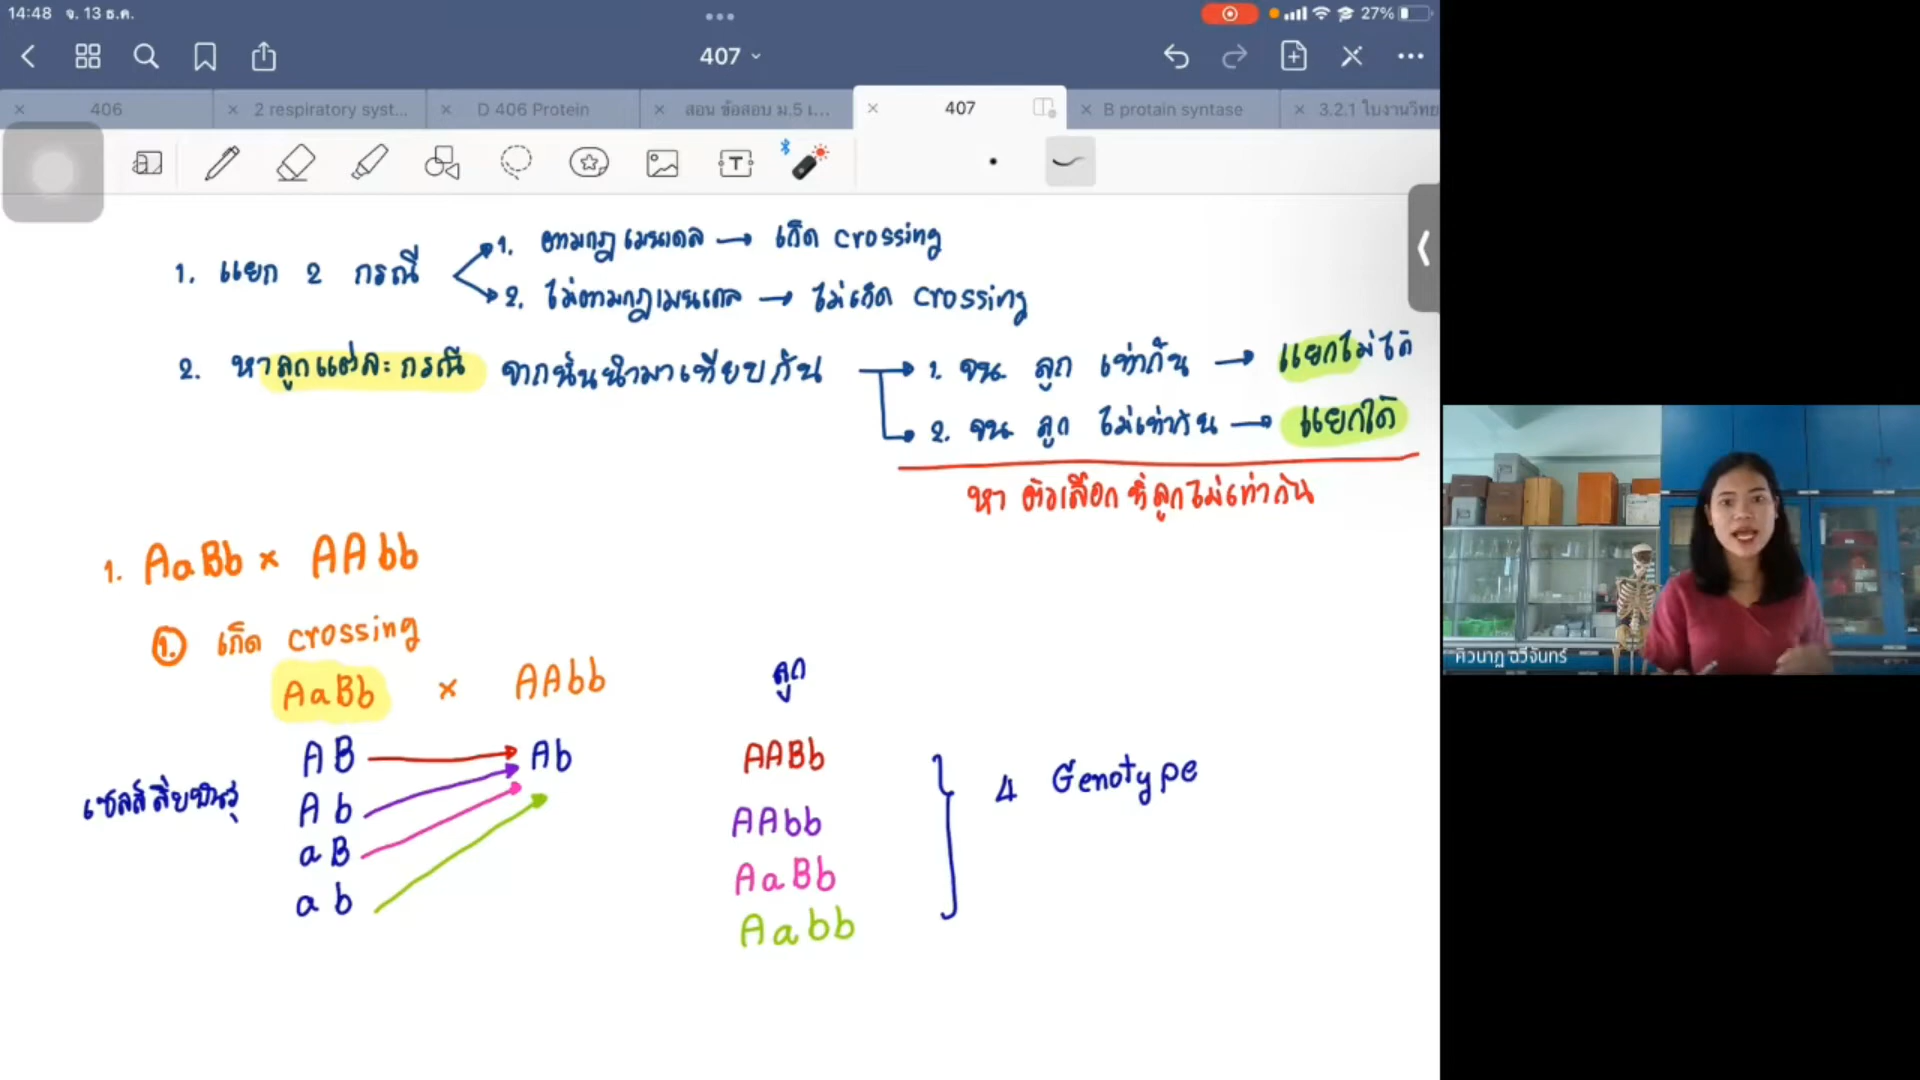 14:48 จ. 13 ธ.ค.
27%
407
406
2 respiratory syst...
D 406 Protein
สอน ข้อสอบ ม.5 เ...
407
B protain syntase
3.2.1 ใบงานวิทย
1. แยก 2 กรณี
1. ตามกฎเมนเดล → เกิด crossing
2. ไม่ตามกฎเมนเดล → ไม่เกิด crossing
2. หาลูกแต่ละกรณี จากนั้นนำมาเทียบกัน
1. จน. ลูก เท่ากัน → แยกไม่ได้
2. จน. ลูก ไม่เท่ากัน → แยกได้
หา ตัวเลือก ที่ลูกไม่เท่ากัน
1. AaBb × AAbb
1. เกิด crossing
AaBb × AAbb
ลูก
เซลล์สืบพันธุ์
AB
Ab
aB
ab
Ab
AABb
AAbb
AaBb
Aabb
4 Genotype
ศิวนาฏ ฉวีจันทร์